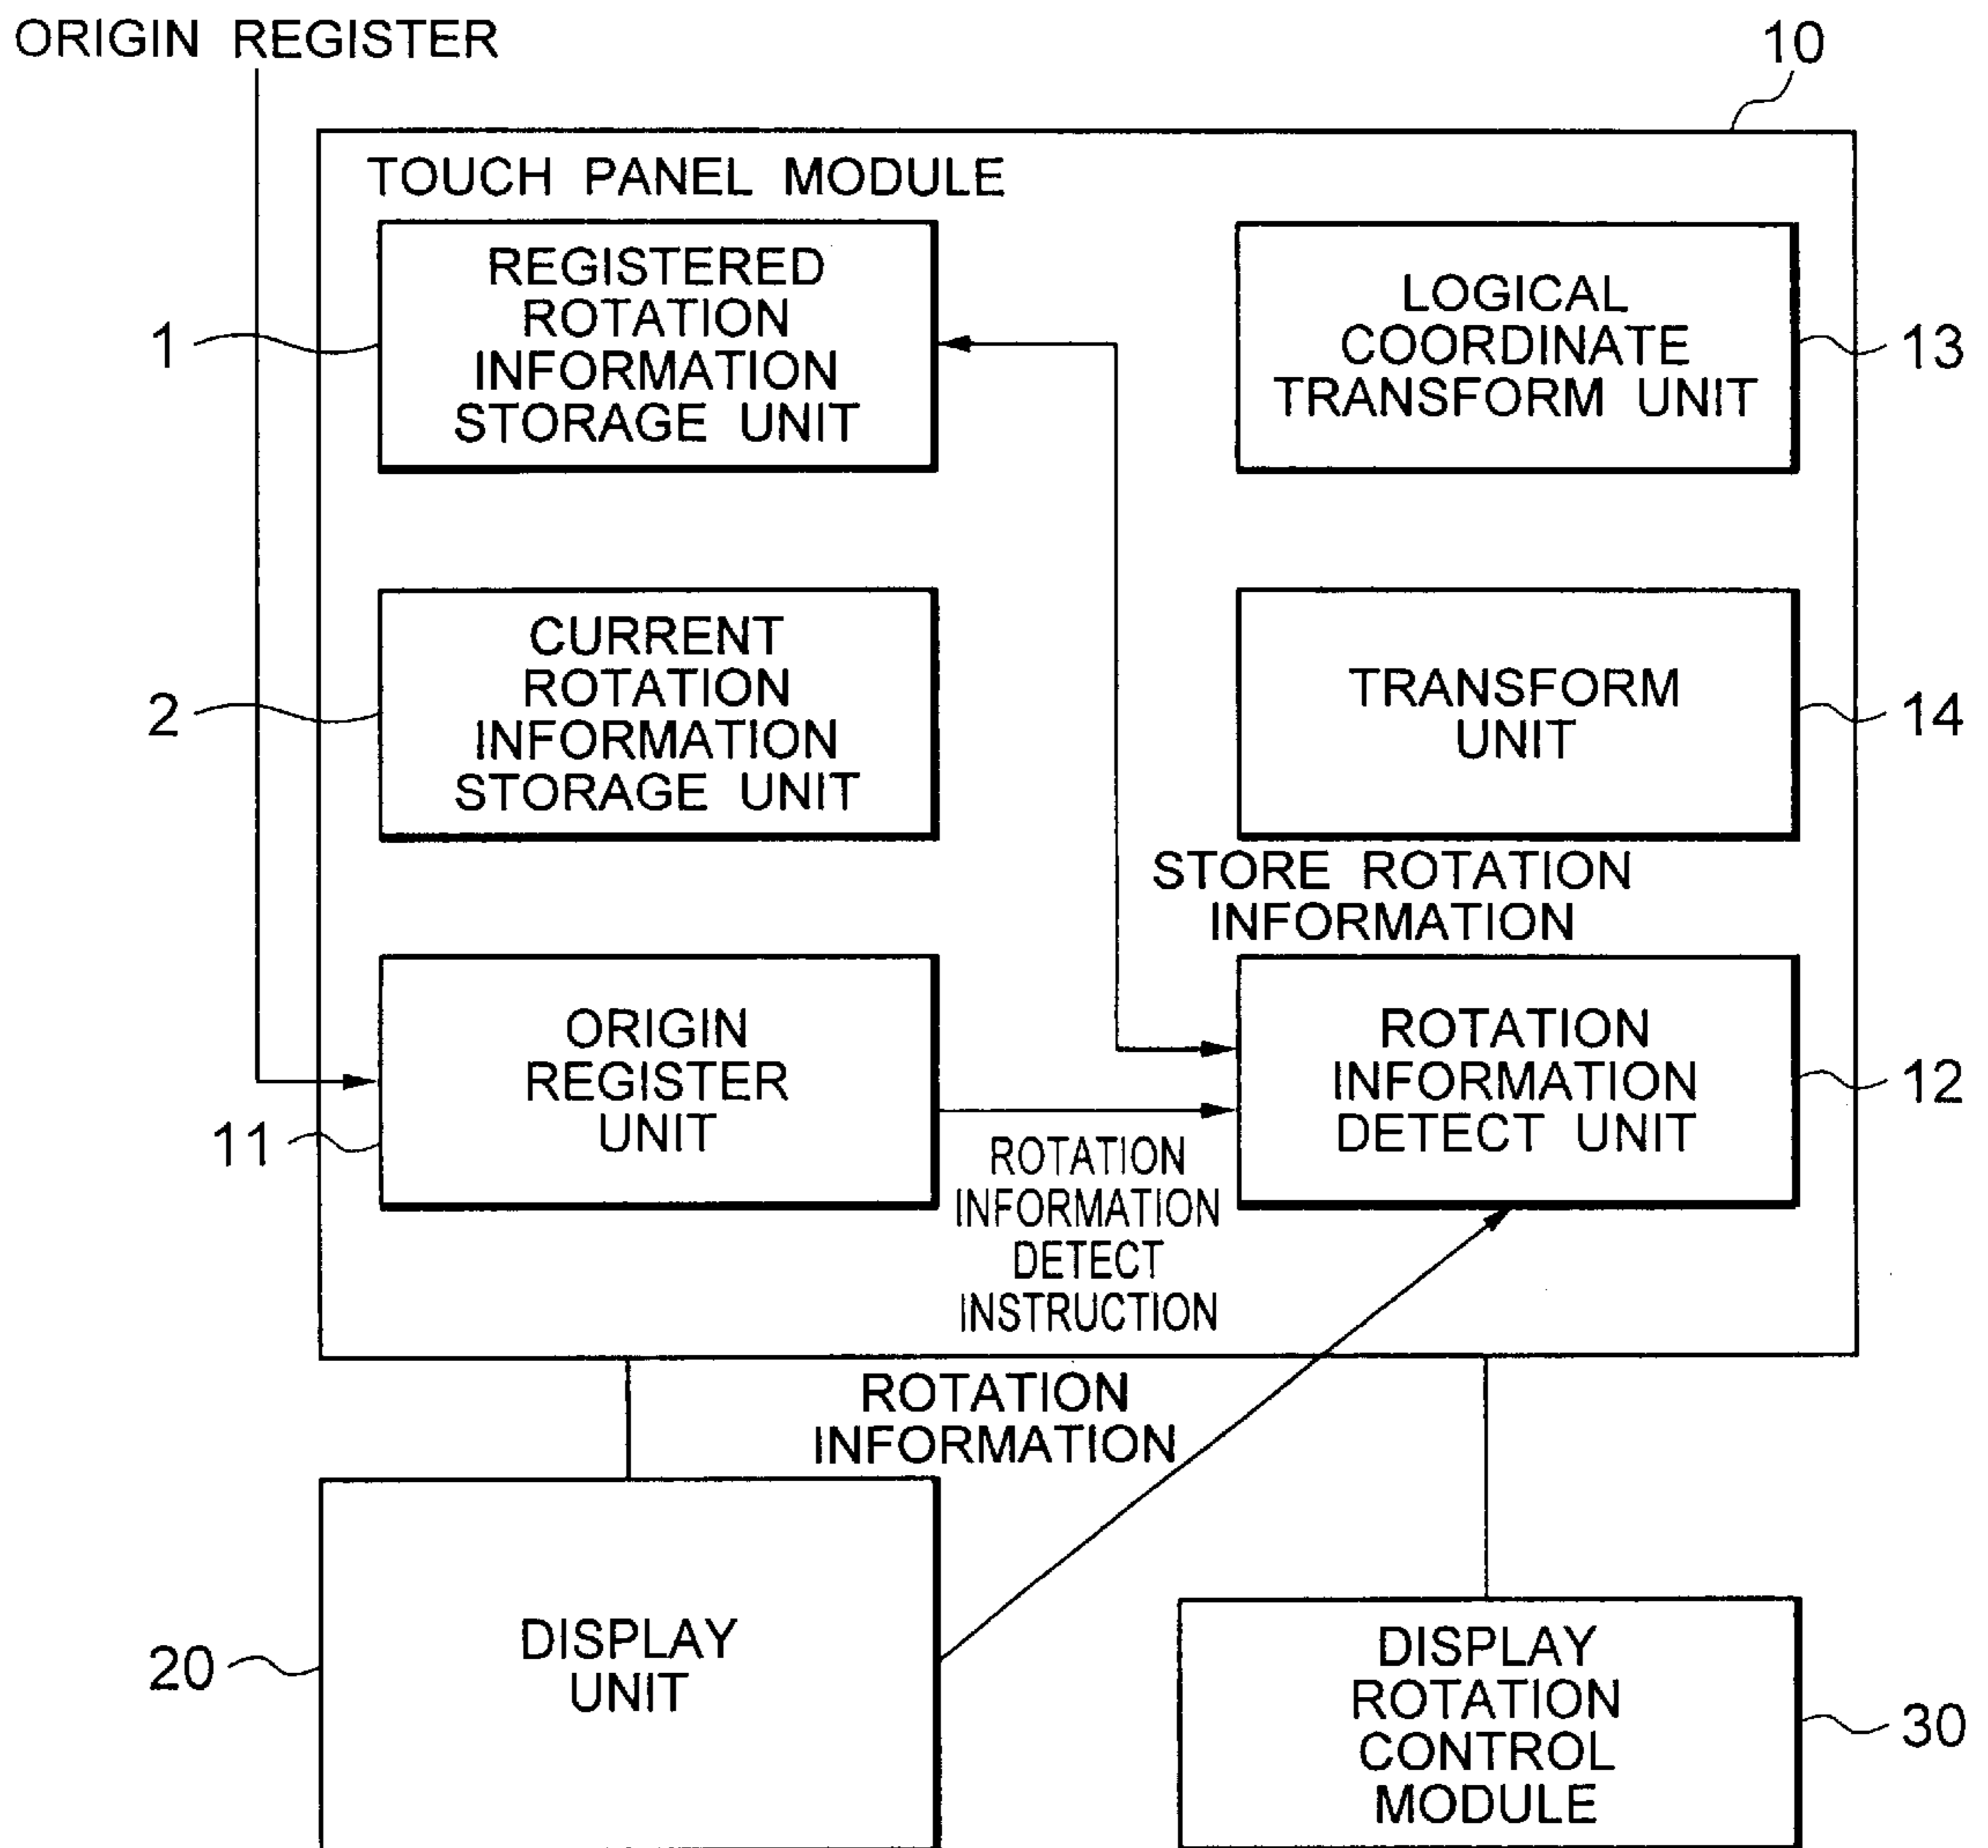 ORIGIN REGISTER
10
TOUCH PANEL MODULE
REGISTERED
ROTATION
INFORMATION
STORAGE UNIT
1
LOGICAL
COORDINATE
TRANSFORM UNIT
13
CURRENT
ROTATION
INFORMATION
STORAGE UNIT
2
TRANSFORM
UNIT
14
STORE ROTATION
INFORMATION
ORIGIN
REGISTER
UNIT
11
ROTATION
INFORMATION
DETECT UNIT
12
ROTATION
INFORMATION
DETECT
INSTRUCTION
ROTATION
INFORMATION
DISPLAY
UNIT
20
DISPLAY
ROTATION
CONTROL
MODULE
30